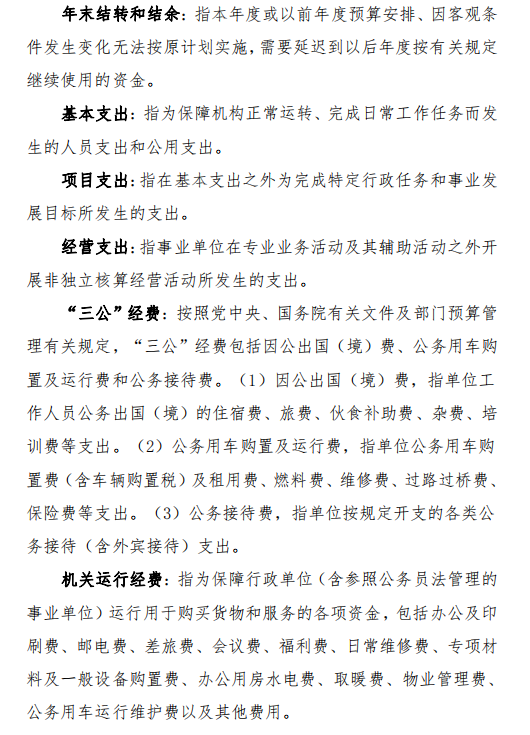 年末结转和结余：指本年度或以前年度预算安排、因客观条
件发生变化无法按原计划实施，需要延迟到以后年度按有关规定
继续使用的资金。
基本支出：指为保障机构正常运转、完成日常工作任务而发
生的人员支出和公用支出。
项目支出：指在基本支出之外为完成特定行政任务和事业发
展目标所发生的支出。
经营支出：指事业单位在专业业务活动及其辅助活动之外开
展非独立核算经营活动所发生的支出。
“三公”经费：按照党中央、国务院有关文件及部门预算管
理有关规定，“三公”经费包括因公出国（境）费、公务用车购
置及运行费和公务接待费。（1）因公出国（境）费，指单位工
作人员公务出国（境）的住宿费、旅费、伙食补助费、杂费、培
训费等支出。（2）公务用车购置及运行费，指单位公务用车购
置费（含车辆购置税）及租用费、燃料费、维修费、过路过桥费、
保险费等支出。（3）公务接待费，指单位按规定开支的各类公
务接待（含外宾接待）支出。
机关运行经费：指为保障行政单位（含参照公务员法管理的
事业单位）运行用于购买货物和服务的各项资金，包括办公及印
刷费、邮电费、差旅费、会议费、福利费、日常维修费、专项材
料及一般设备购置费、办公用房水电费、取暖费、物业管理费、
公务用车运行维护费以及其他费用。